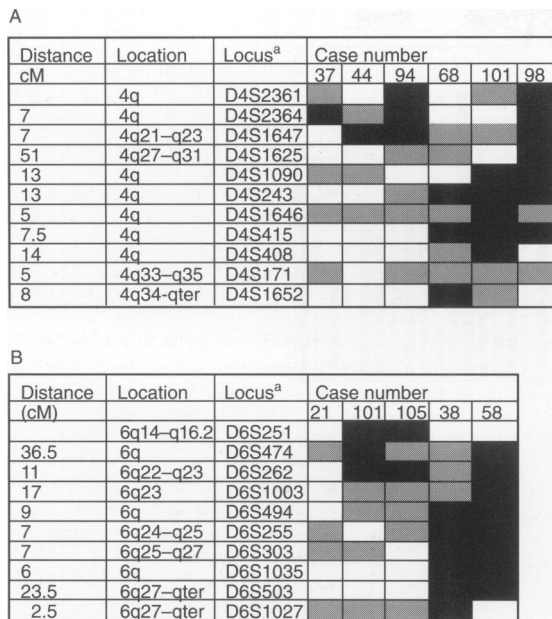 A
Distance Location Locusᵃ Case number
cM 37 44 94 68 101 98
4q D4S2361
7 4q D4S2364
7 4q21–q23 D4S1647
51 4q27–q31 D4S1625
13 4q D4S1090
13 4q D4S243
5 4q D4S1646
7.5 4q D4S415
14 4q D4S408
5 4q33–q35 D4S171
8 4q34-qter D4S1652
B
Distance Location Locusᵃ Case number
(cM) 21 101 105 38 58
6q14–q16.2 D6S251
36.5 6q D6S474
11 6q22–q23 D6S262
17 6q23 D6S1003
9 6q D6S494
7 6q24–q25 D6S255
7 6q25–q27 D6S303
6 6q D6S1035
23.5 6q27–qter D6S503
2.5 6q27–qter D6S1027